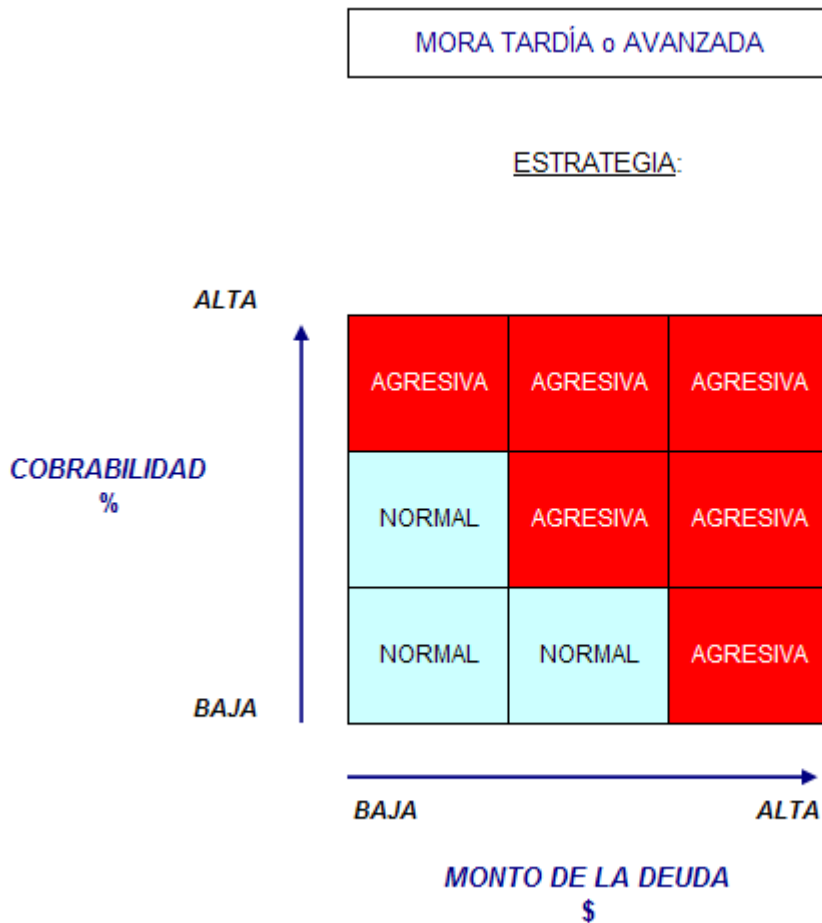 MORA TARDÍA o AVANZADA
ESTRATEGIA:
ALTA
AGRESIVA AGRESIVA AGRESIVA
COBRABILIDAD
%
NORMAL AGRESIVA AGRESIVA
NORMAL NORMAL AGRESIVA
BAJA
BAJA ALTA
MONTO DE LA DEUDA
$